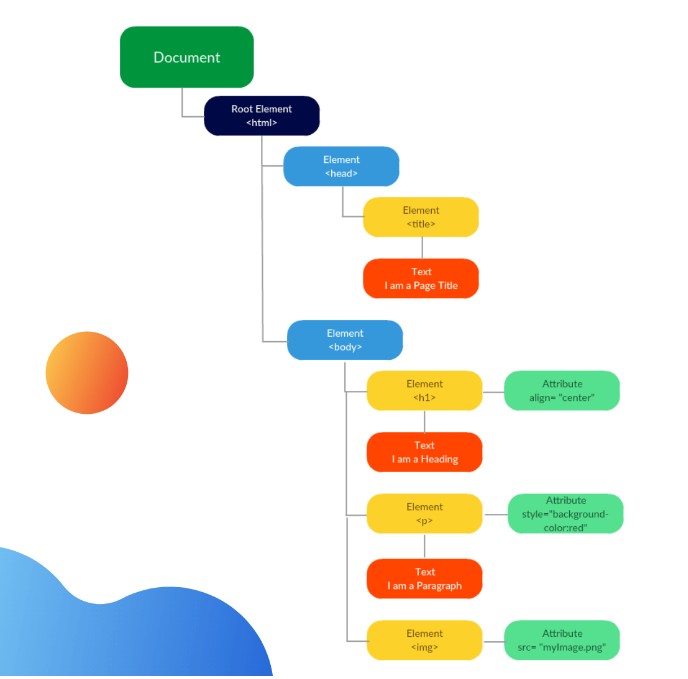 Document
Root Element
<html>
Element
<head>
Element
<title>
Text
I am a Page Title
Element
<body>
Element
<h1>
Attribute
align= "center"
Text
I am a Heading
Element
<p>
Attribute
style="background-
color:red"
Text
I am a Paragraph
Element
<img>
Attribute
src= "myImage.png"